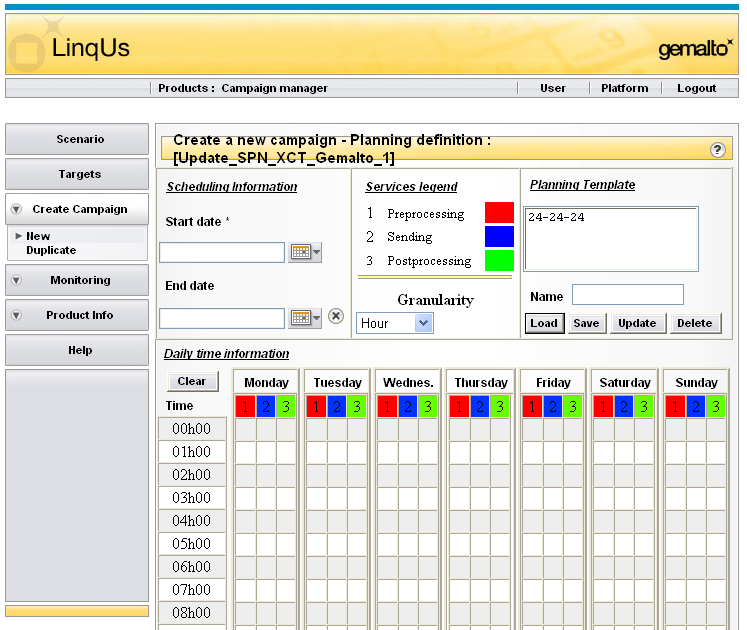 LinqUs
gemalto
Products : Campaign manager
User
Platform
Logout
Scenario
Targets
Create Campaign
New
Duplicate
Monitoring
Product Info
Help
Create a new campaign - Planning definition :
[Update_SPN_XCT_Gemalto_1]
?
Scheduling Information
Start date *
End date
Services legend
1 Preprocessing
2 Sending
3 Postprocessing
Granularity
Hour
Planning Template
24-24-24
Name
Load Save Update Delete
Daily time information
Clear Monday Tuesday Wednes. Thursday Friday Saturday Sunday
Time 1 2 3 1 2 3 1 2 3 1 2 3 1 2 3 1 2 3 1 2 3
00h00
01h00
02h00
03h00
04h00
05h00
06h00
07h00
08h00